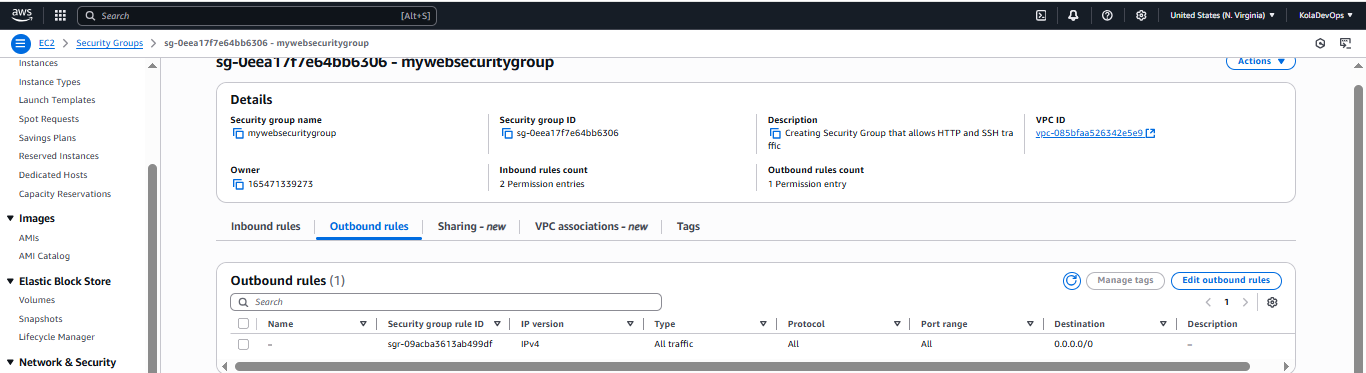 aws
Search [Alt+S] United States (N. Virginia) KolaDevOps
EC2 Security Groups sg-0eea17f7e64bb6306 - mywebsecuritygroup
Instances
Instance Types
Launch Templates
Spot Requests
Savings Plans
Reserved Instances
Dedicated Hosts
Capacity Reservations
Images
AMIs
AMI Catalog
Elastic Block Store
Volumes
Snapshots
Lifecycle Manager
Network & Security
sg-0eea17f7e64bb6306 - mywebsecuritygroup
Actions
Details
Security group name
mywebsecuritygroup
Security group ID
sg-0eea17f7e64bb6306
Description
Creating Security Group that allows HTTP and SSH tra
ffic
VPC ID
vpc-085bfaa526342e5e9
Owner
165471339273
Inbound rules count
2 Permission entries
Outbound rules count
1 Permission entry
Inbound rules Outbound rules Sharing - new VPC associations - new Tags
Outbound rules (1)
Manage tags Edit outbound rules
Search
1
Name Security group rule ID IP version Type Protocol Port range Destination Description
– sgr-09acba3613ab499df IPv4 All traffic All All 0.0.0.0/0 –